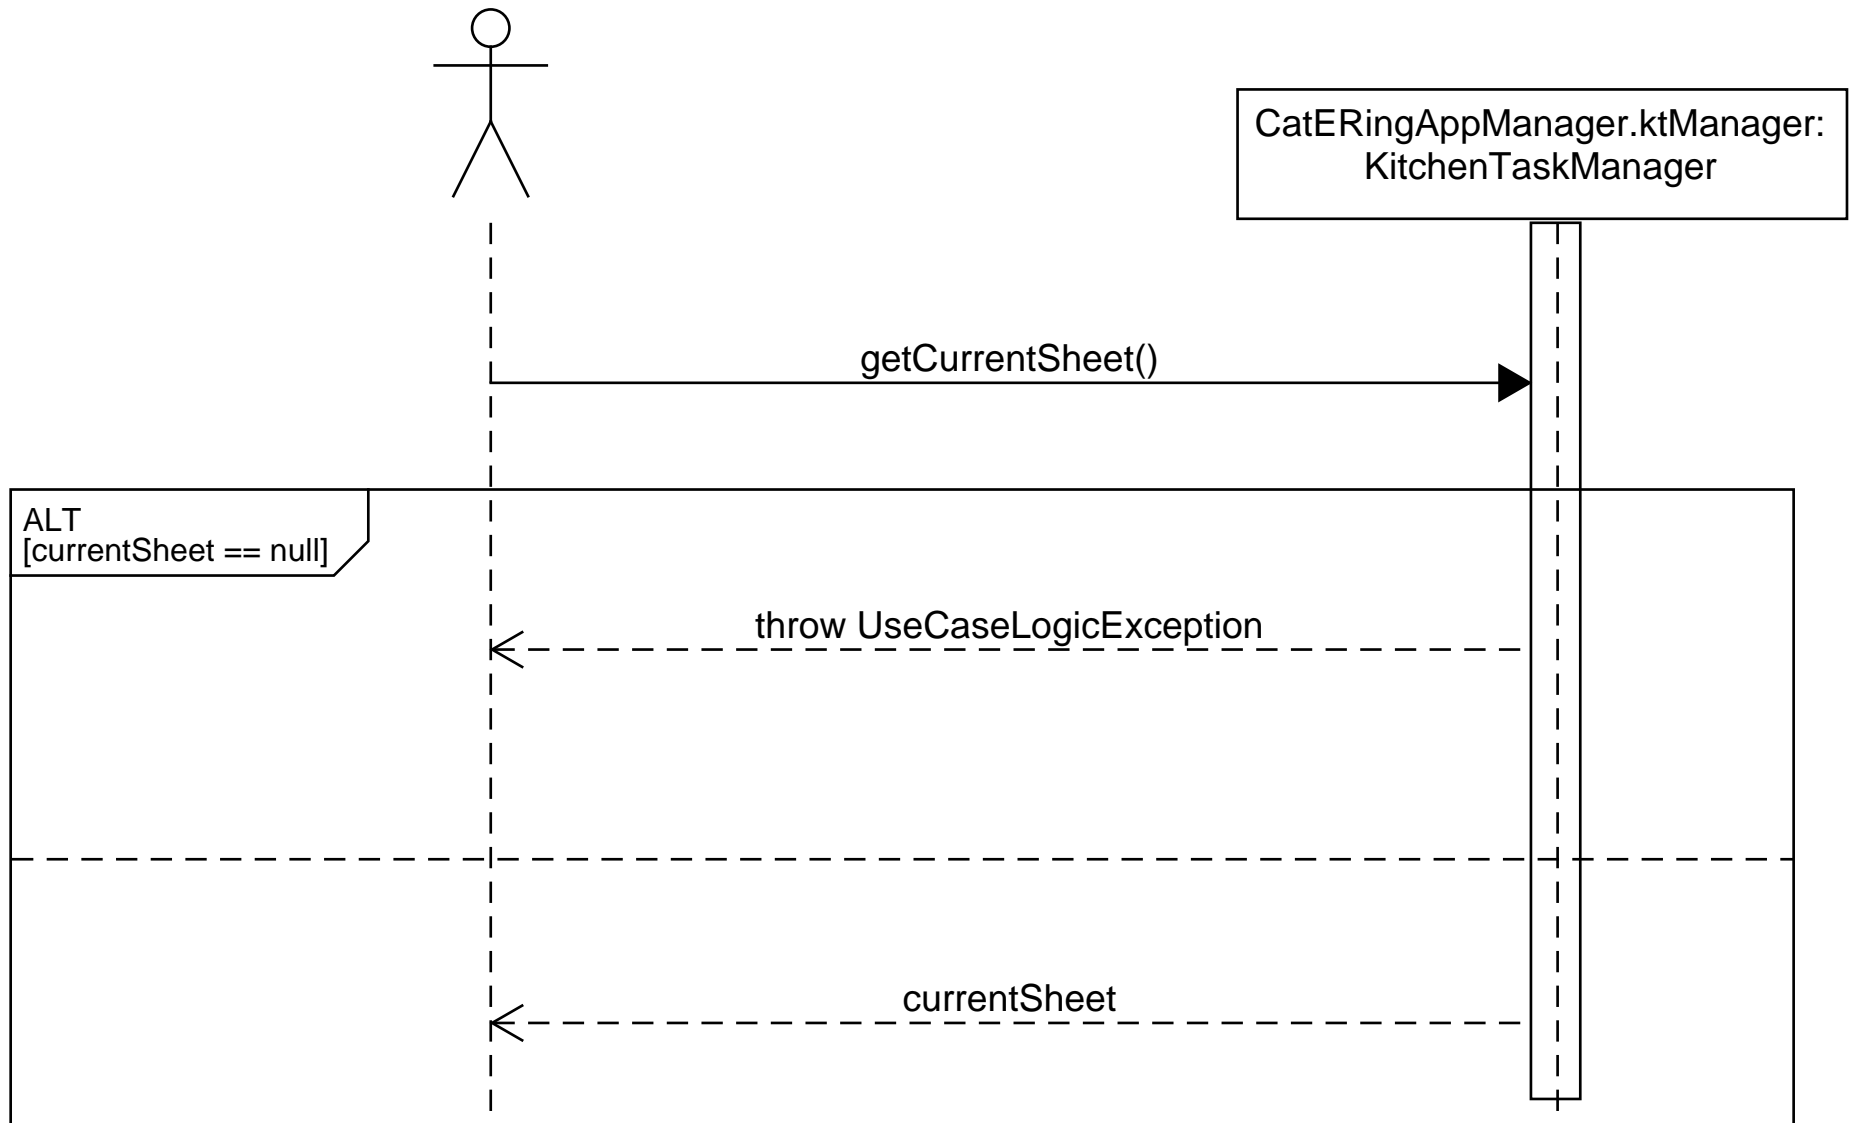 CatERingAppManager.ktManager:
KitchenTaskManager
getCurrentSheet()
ALT
[currentSheet == null]
throw UseCaseLogicException
currentSheet